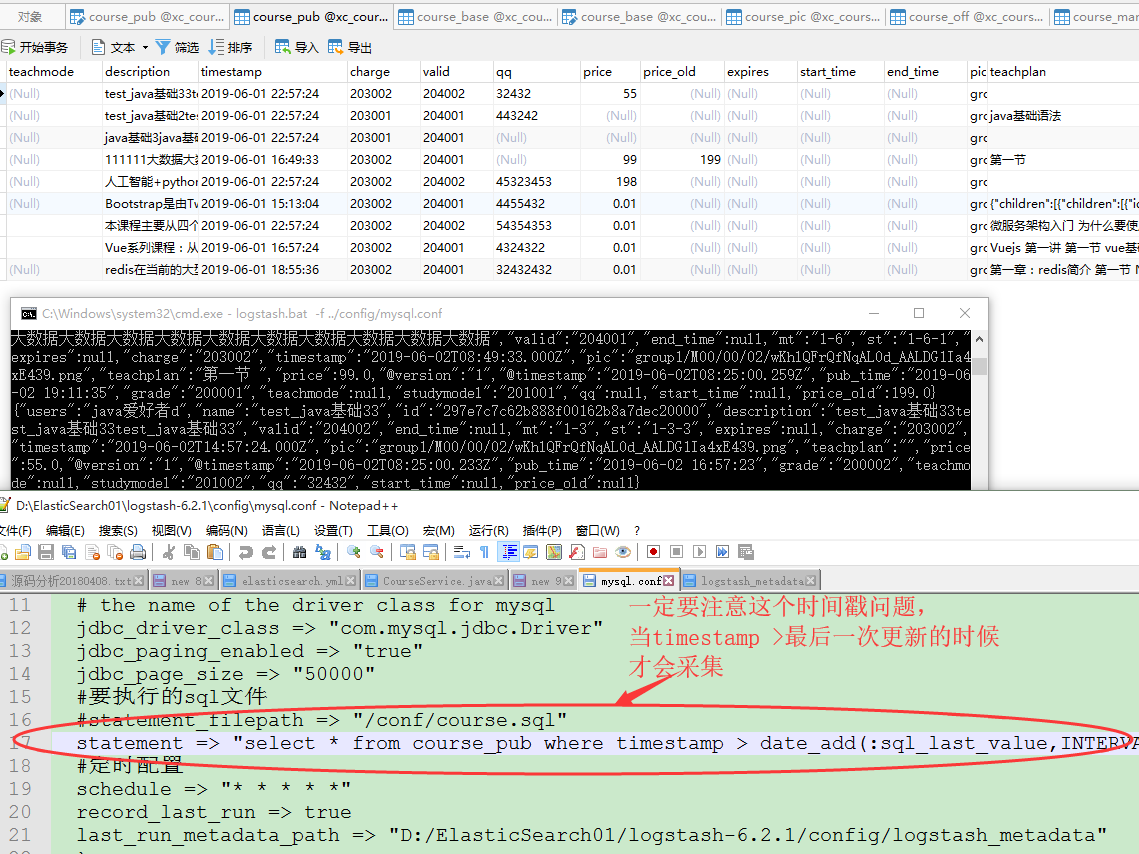 对象 course_pub @xc_cour... course_pub @xc_cour... course_base @xc_cou... course_base @xc_cou... course_pic @xc_cours... course_off @xc_cours... course_mar
开始事务 文本 筛选 排序 导入 导出
teachmode description timestamp charge valid qq price price_old expires start_time end_time pic teachplan
(Null) test_java基础33te 2019-06-01 22:57:24 203002 204002 32432 55 (Null) (Null) (Null) (Null) grc
(Null) test_java基础2tes 2019-06-01 22:57:24 203001 204001 443242 (Null) (Null) (Null) (Null) (Null) grc java基础语法
(Null) java基础3java基础 2019-06-01 22:57:24 203001 204001 (Null) (Null) (Null) (Null) (Null) (Null) grc
(Null) 111111大数据大数 2019-06-01 16:49:33 203002 204001 (Null) 99 199 (Null) (Null) (Null) grc 第一节
(Null) 人工智能+python 2019-06-01 22:57:24 203002 204002 45323453 198 (Null) (Null) (Null) (Null) grc
(Null) Bootstrap是由Tw 2019-06-01 15:13:04 203002 204001 4455432 0.01 (Null) (Null) (Null) (Null) grc {"children":[{"children":[{"ic
本课程主要从四个 2019-06-01 22:57:24 203002 204002 54354353 0.01 (Null) (Null) (Null) (Null) grc 微服务架构入门 为什么要使
Vue系列课程：从 2019-06-01 16:57:24 203002 204001 4324322 0.01 (Null) (Null) (Null) (Null) grc Vuejs 第一讲 第一节 vue基础
(Null) redis在当前的大型 2019-06-01 18:55:36 203002 204001 32432432 0.01 (Null) (Null) (Null) (Null) grc 第一章：redis简介 第一节 N
C:\Windows\system32\cmd.exe - logstash.bat -f ../config/mysql.conf
大数据大数据大数据大数据大数据大数据大数据大数据大数据大数据","valid":"204001","end_time":null,"mt":"1-6","st":"1-6-1","
expires":null,"charge":"203002","timestamp":"2019-06-02T08:49:33.000Z","pic":"group1/M00/00/02/wKhlQFrQfNqAL0d_AALDG1Ia4
xE439.png","teachplan":"第一节 ","price":99.0,"@version":"1","@timestamp":"2019-06-02T08:25:00.259Z","pub_time":"2019-06
-02 19:11:35","grade":"200001","teachmode":null,"studymodel":"201001","qq":null,"start_time":null,"price_old":199.0}
{"users":"java爱好者d","name":"test_java基础33","id":"297e7c7c62b888f00162b8a7dec20000","description":"test_java基础33te
st_java基础33test_java基础33","valid":"204002","end_time":null,"mt":"1-3","st":"1-3-3","expires":null,"charge":"203002",
"timestamp":"2019-06-02T14:57:24.000Z","pic":"group1/M00/00/02/wKhlQFrQfNqAL0d_AALDG1Ia4xE439.png","teachplan":"","price
":55.0,"@version":"1","@timestamp":"2019-06-02T08:25:00.233Z","pub_time":"2019-06-02 16:57:23","grade":"200002","teachmo
de":null,"studymodel":"201002","qq":"32432","start_time":null,"price_old":null}
D:\ElasticSearch01\logstash-6.2.1\config\mysql.conf - Notepad++
文件(F) 编辑(E) 搜索(S) 视图(V) 编码(N) 语言(L) 设置(T) 工具(O) 宏(M) 运行(R) 插件(P) 窗口(W) ?
源码分析20180408.txt new 8 elasticsearch.yml CourseService.java new 9 mysql.conf logstash_metadata
11 # the name of the driver class for mysql
12 jdbc_driver_class => "com.mysql.jdbc.Driver"
13 jdbc_paging_enabled => "true"
14 jdbc_page_size => "50000"
15 #要执行的sql文件
16 #statement_filepath => "/conf/course.sql"
17 statement => "select * from course_pub where timestamp > date_add(:sql_last_value,INTERVA
18 #定时配置
19 schedule => "* * * * *"
20 record_last_run => true
21 last_run_metadata_path => "D:/ElasticSearch01/logstash-6.2.1/config/logstash_metadata"
一定要注意这个时间戳问题，
当timestamp >最后一次更新的时候
才会采集